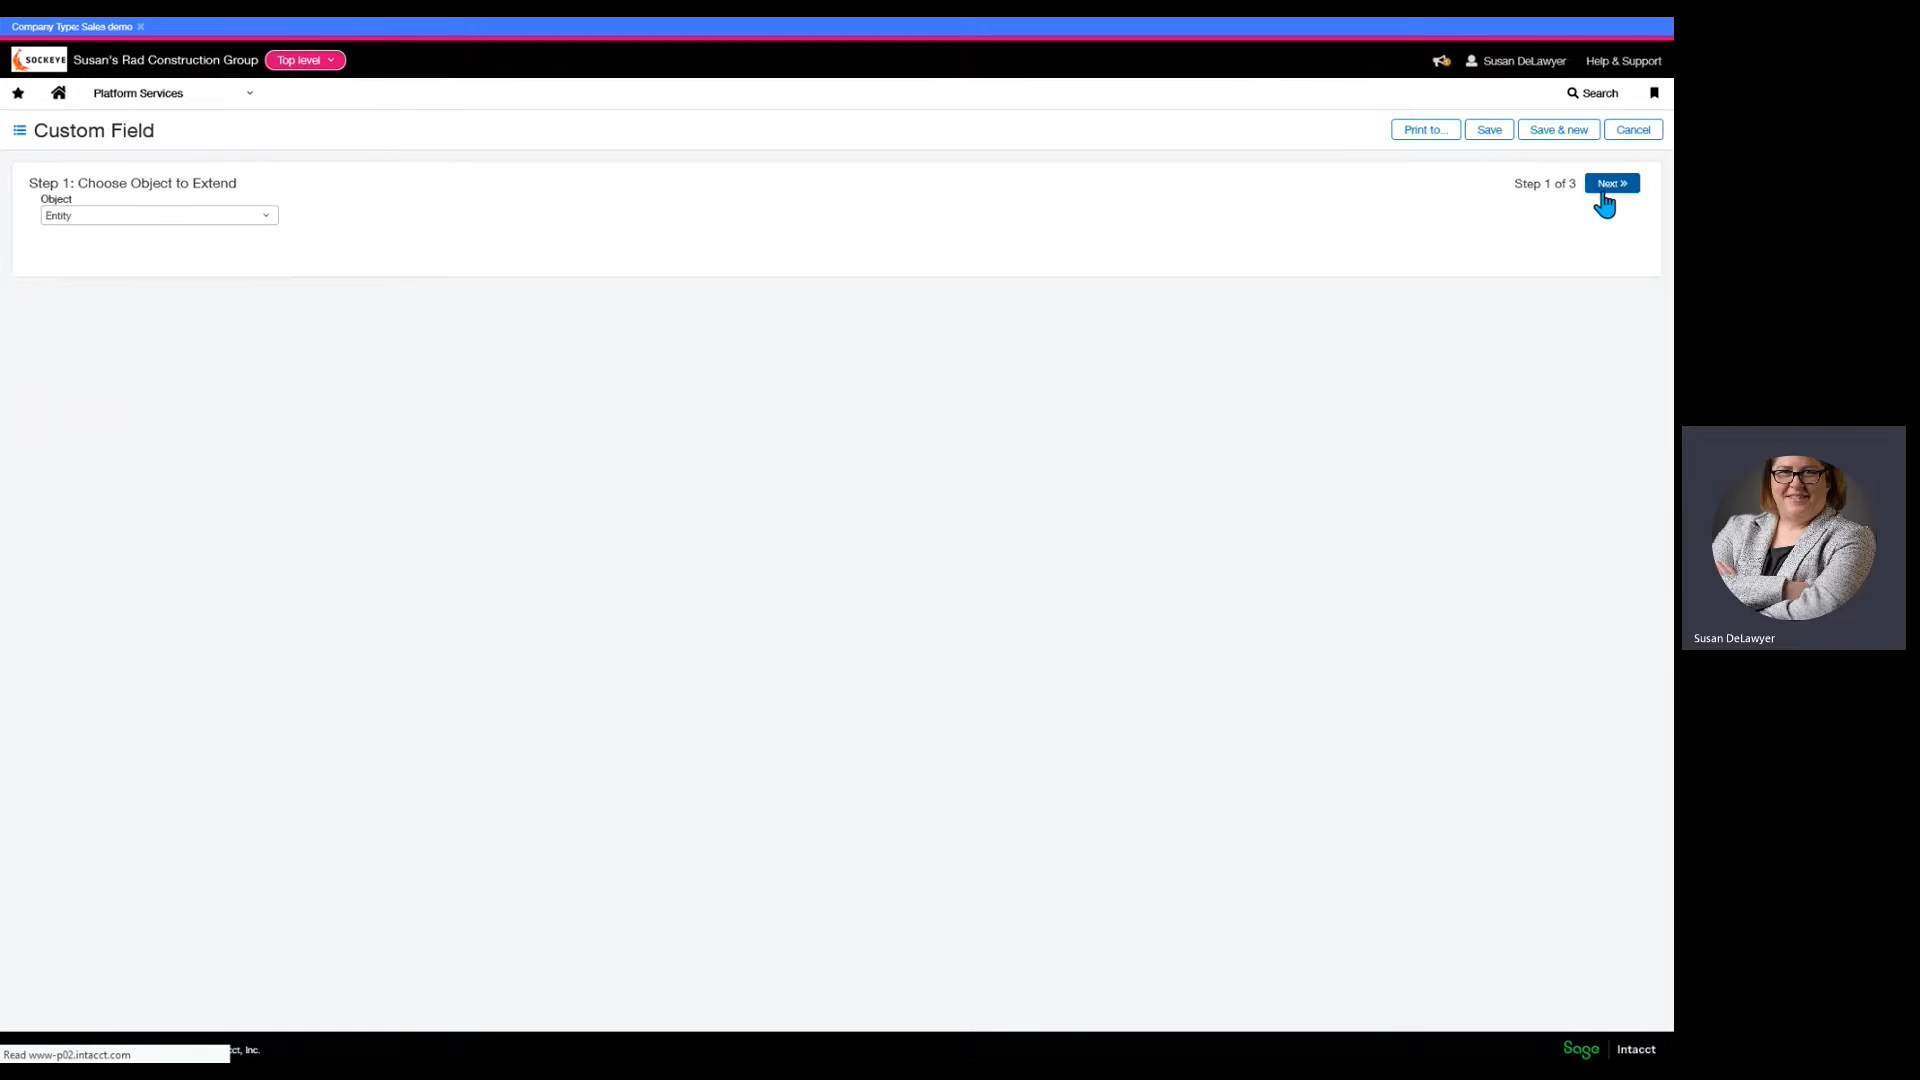 Company Type: Sales demo ×
SOCKEYE Susan's Rad Construction Group Top level
Susan DeLawyer Help & Support
Platform Services
Search
Custom Field
Print to... Save Save & new Cancel
Step 1: Choose Object to Extend
Step 1 of 3 Next »
Object
Entity
Susan DeLawyer
Read www-p02.intacct.com
cct, Inc.
Sage Intacct